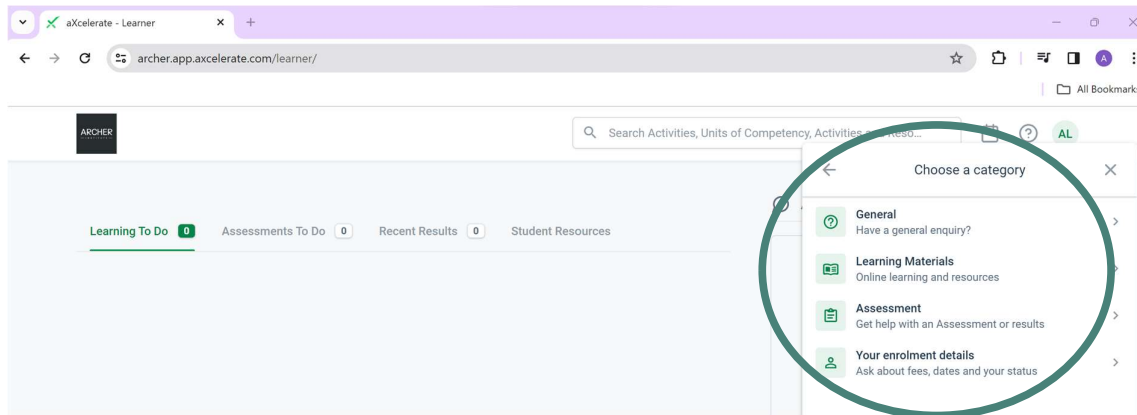 aXcelerate - Learner
archer.app.axcelerate.com/learner/
A
All Bookmarks
ARCHER
Search Activities, Units of Competency, Activities
AL
Choose a category
Learning To Do 0 Assessments To Do 0 Recent Results 0 Student Resources
General
Have a general enquiry?
Learning Materials
Online learning and resources
Assessment
Get help with an Assessment or results
Your enrolment details
Ask about fees, dates and your status